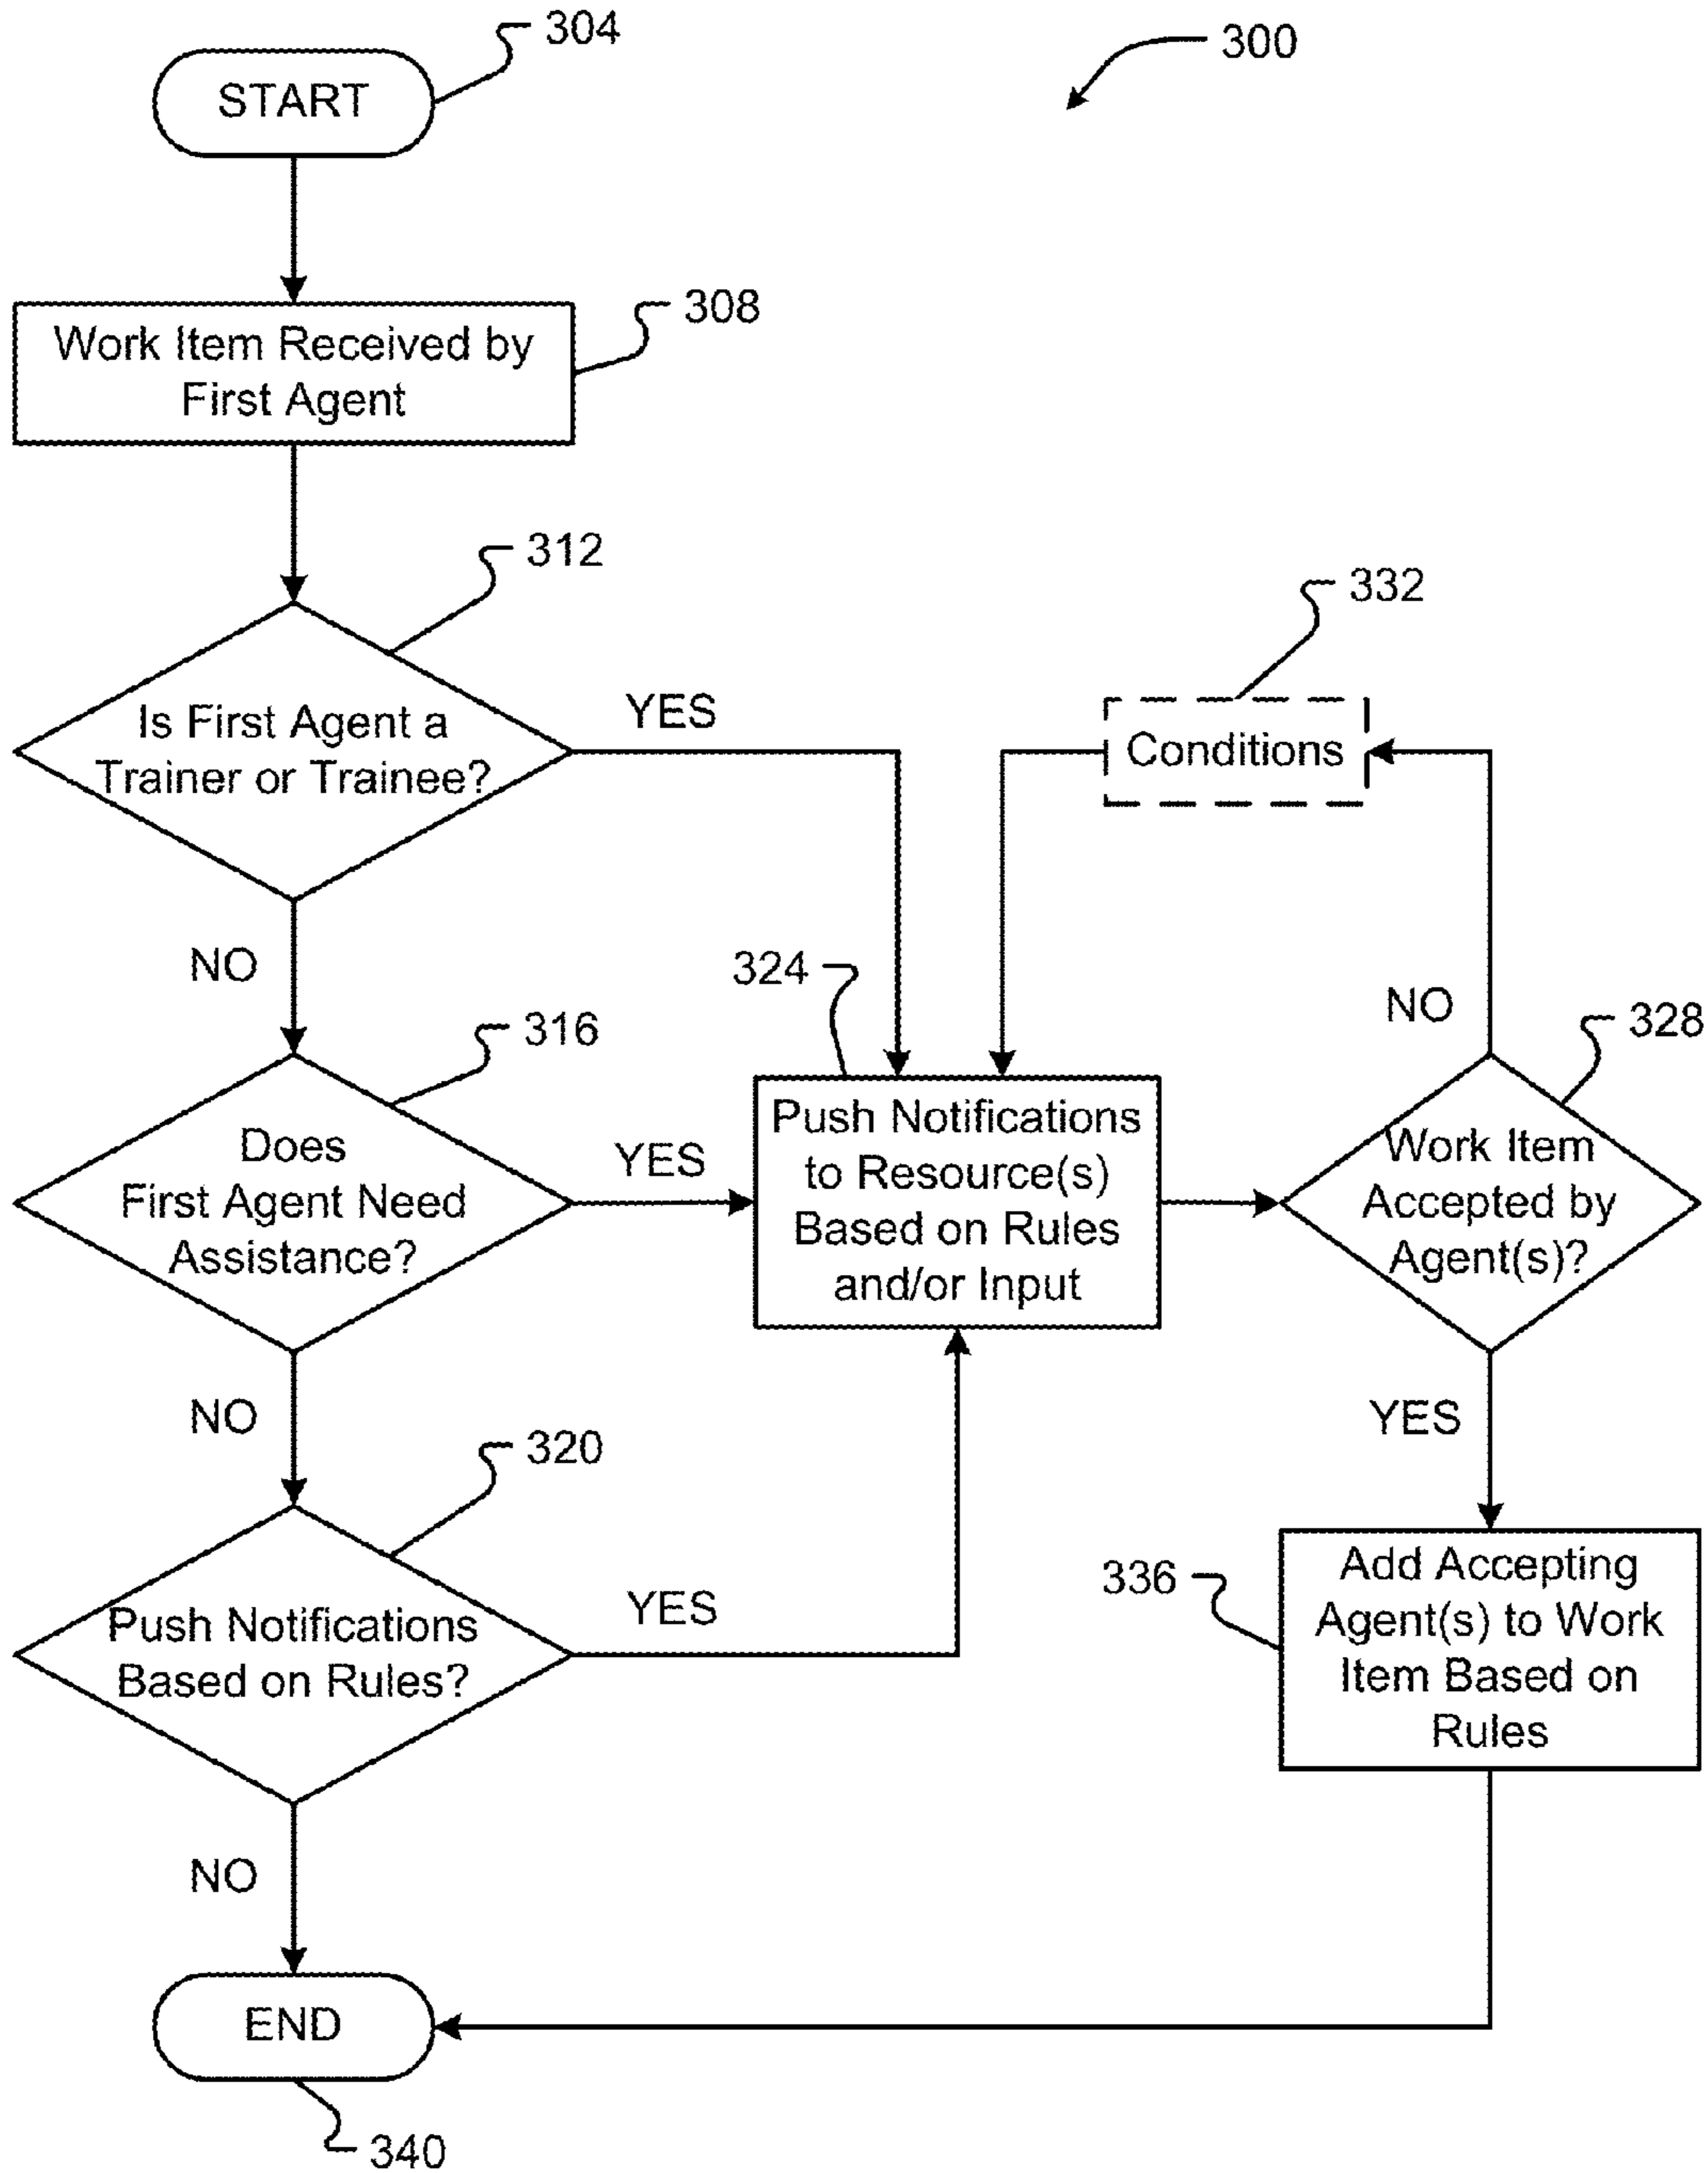 304
START
300
308
Work Item Received by
First Agent
312
Is First Agent a
Trainer or Trainee?
YES
332
Conditions
NO
316
Does
First Agent Need
Assistance?
YES
324
Push Notifications
to Resource(s)
Based on Rules
and/or Input
NO
328
Work Item
Accepted by
Agent(s)?
NO
YES
320
Push Notifications
Based on Rules?
YES
336
Add Accepting
Agent(s) to Work
Item Based on
Rules
NO
END
340